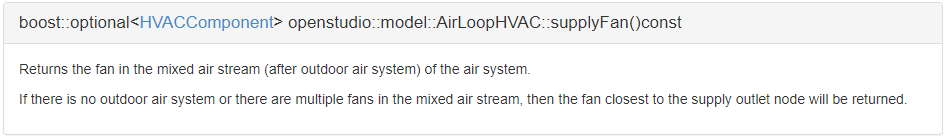 boost::optional<HVACComponent> openstudio::model::AirLoopHVAC::supplyFan()const
Returns the fan in the mixed air stream (after outdoor air system) of the air system.
If there is no outdoor air system or there are multiple fans in the mixed air stream, then the fan closest to the supply outlet node will be returned.